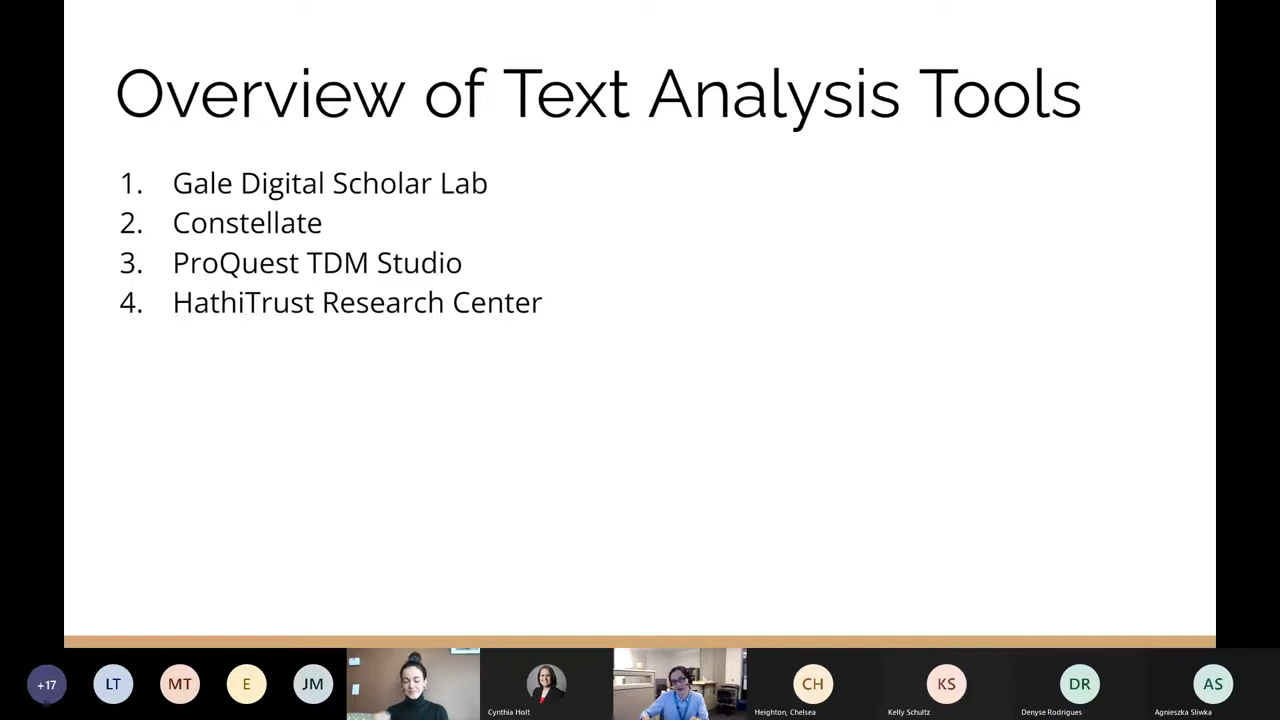 Overview of Text Analysis Tools
1. Gale Digital Scholar Lab
2. Constellate
3. ProQuest TDM Studio
4. HathiTrust Research Center
+17
LT
MT
E
JM
Cynthia Holt
CH
Heighton, Chelsea
KS
Kelly Schultz
DR
Denyse Rodrigues
AS
Agnieszka Sliwka